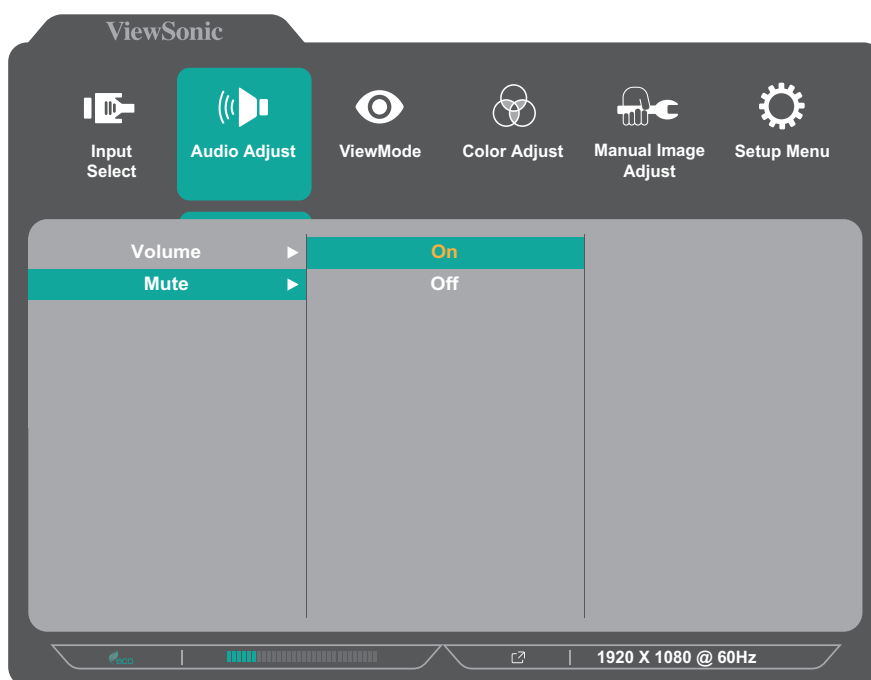 ViewSonic
Input
Select
Audio Adjust
ViewMode
Color Adjust
Manual Image
Adjust
Setup Menu
Volume
On
Mute
Off
eco
1920 X 1080 @ 60Hz